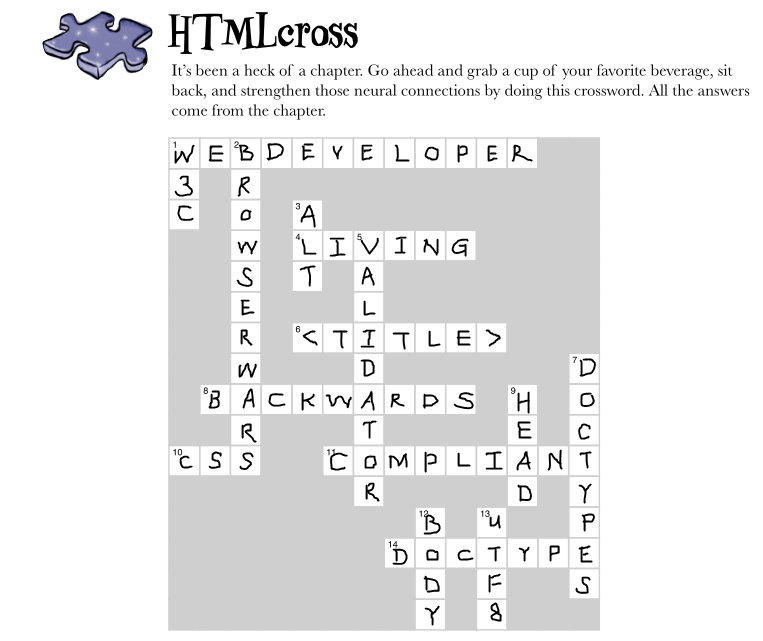 HTMLcross
It's been a heck of a chapter. Go ahead and grab a cup of your favorite beverage, sit
back, and strengthen those neural connections by doing this crossword. All the answers
come from the chapter.
1 W E 2 B D E V E L O P E R
3 R
C O 3 A
W 4 L I 5 V I N G
S T A
E L
R 6 < T I T L E >
W D 7 D
8 B A C K W A R D S 9 H O
R T E C
10 C S S 11 C O M P L I A N T
R D Y
12 B 13 U P
14 D O C T Y P E
D F S
Y 8